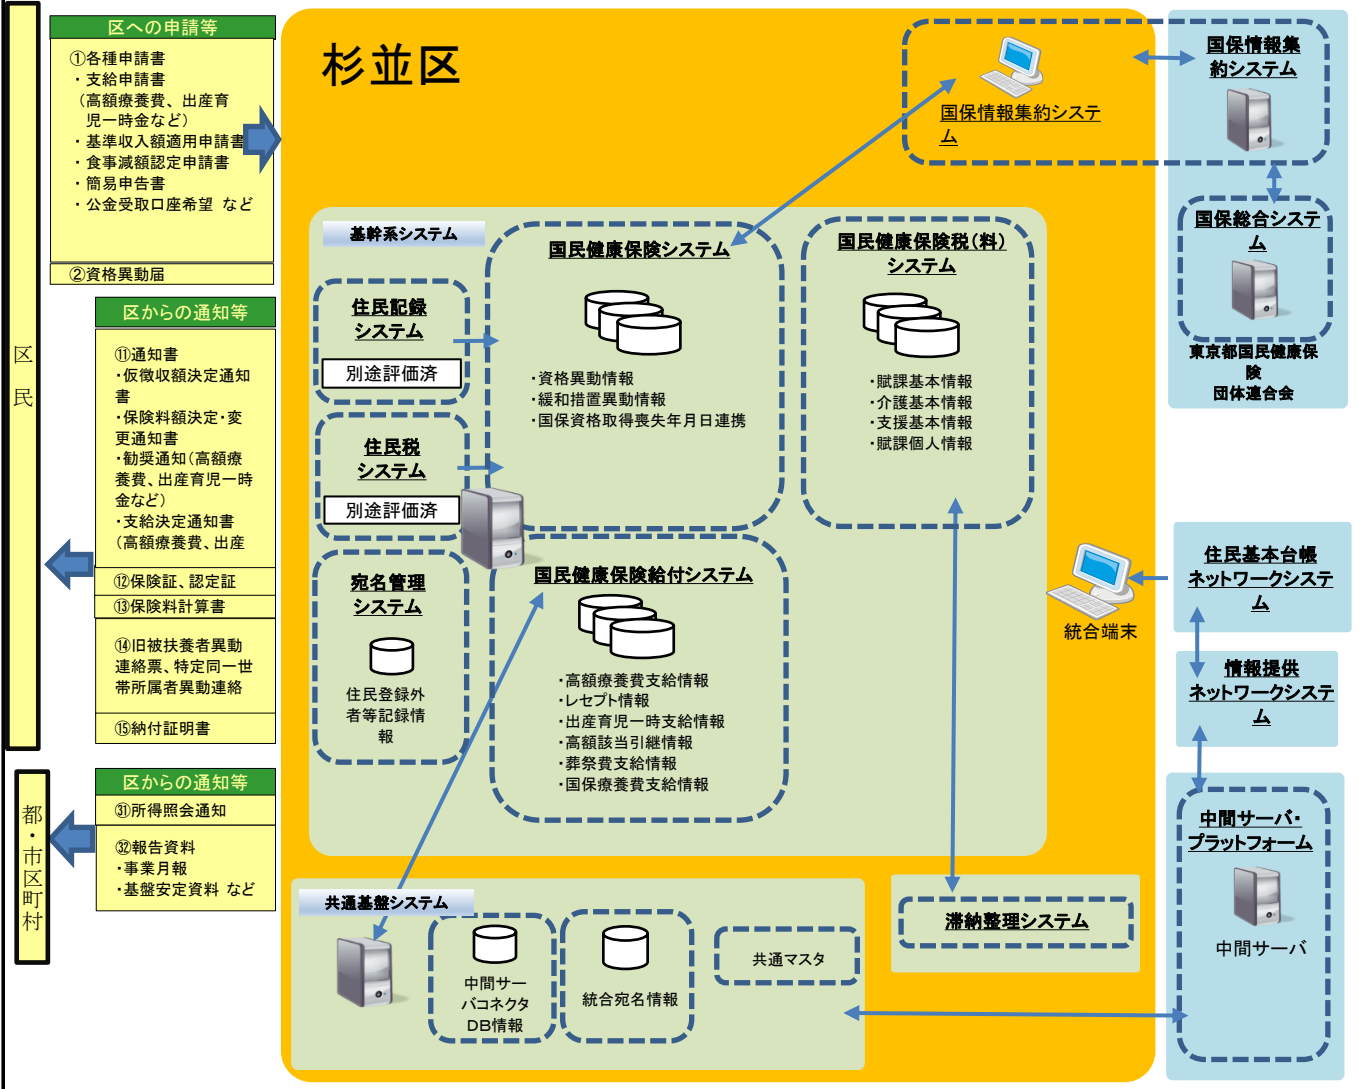 区
民
区への申請等
①各種申請書
・支給申請書
（高額療養費、出産育
児一時金など）
・基準収入額適用申請書
・食事減額認定申請書
・簡易申告書
・公金受取口座希望 など
②資格異動届
区からの通知等
⑪通知書
・仮徴収額決定通知
書
・保険料額決定・変
更通知書
・勧奨通知（高額療
養費、出産育児一時
金など）
・支給決定通知書
（高額療養費、出産
⑫保険証、認定証
⑬保険料計算書
⑭旧被扶養者異動
連絡票、特定同一世
帯所属者異動連絡
⑮納付証明書
都・市区町村
区からの通知等
㉛所得照会通知
㉜報告資料
・事業月報
・基盤安定資料 など
杉並区
基幹系システム
住民記録
システム
別途評価済
住民税
システム
別途評価済
宛名管理
システム
住民登録外
者等記録情
報
国民健康保険システム
・資格異動情報
・緩和措置異動情報
・国保資格取得喪失年月日連携
国民健康保険税（料）
システム
・賦課基本情報
・介護基本情報
・支援基本情報
・賦課個人情報
国民健康保険給付システム
・高額療養費支給情報
・レセプト情報
・出産育児一時支給情報
・高額該当引継情報
・葬祭費支給情報
・国保療養費支給情報
共通基盤システム
中間サー
バコネクタ
ＤＢ情報
統合宛名情報
共通マスタ
滞納整理システム
国保情報集約システ
ム
統合端末
国保情報集
約システム
国保総合システ
ム
東京都国民健康保
険
団体連合会
住民基本台帳
ネットワークシステ
ム
情報提供
ネットワークシステ
ム
中間サーバ・
プラットフォーム
中間サーバ